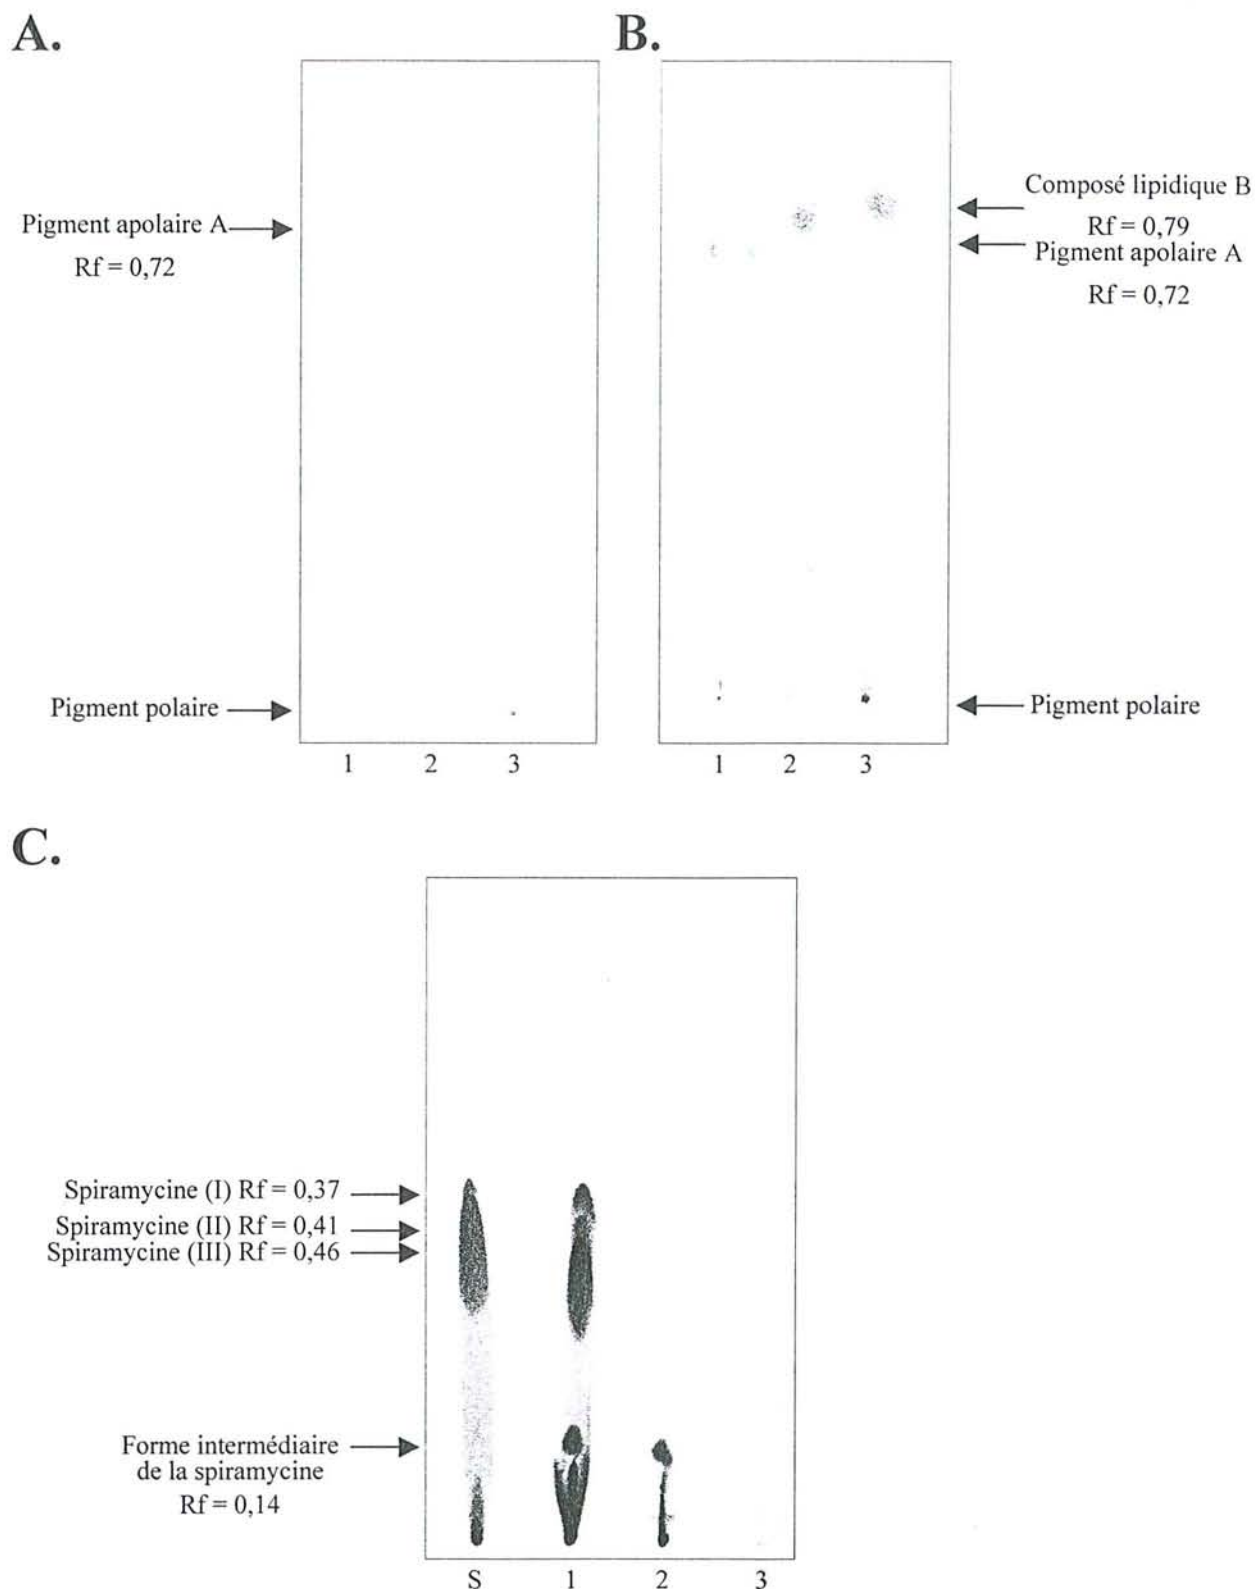 A.
B.
Pigment apolaire A
Rf = 0,72
Pigment polaire
1 2 3
Composé lipidique B
Rf = 0,79
Pigment apolaire A
Rf = 0,72
Pigment polaire
1 2 3
C.
Spiramycine (I) Rf = 0,37
Spiramycine (II) Rf = 0,41
Spiramycine (III) Rf = 0,46
Forme intermédiaire
de la spiramycine
Rf = 0,14
S 1 2 3